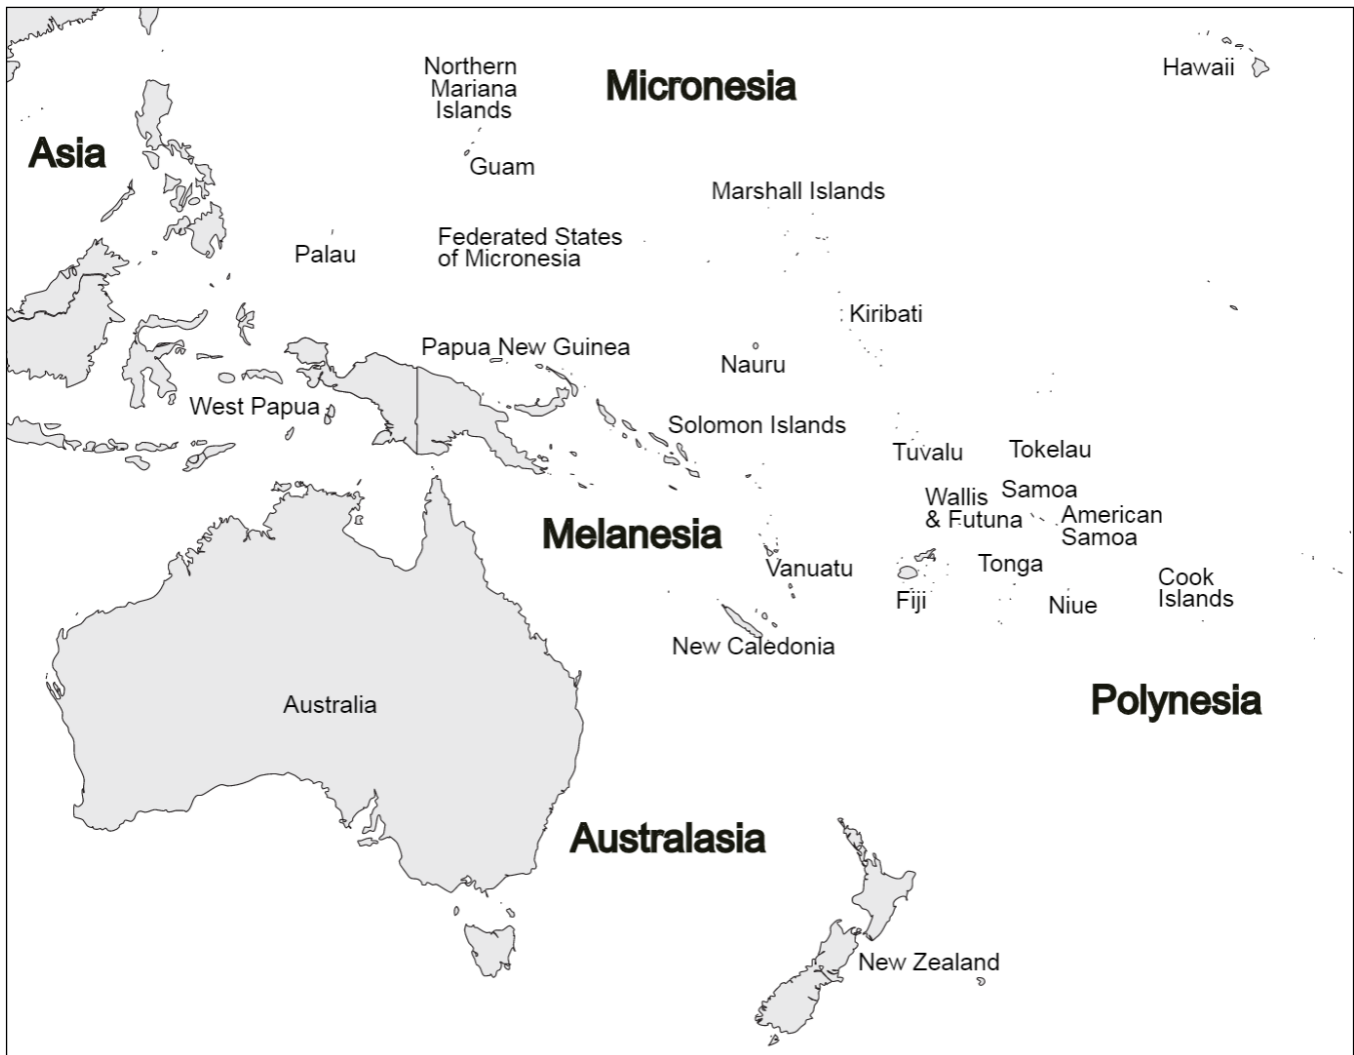 Northern
Mariana
Islands
Micronesia
Hawaii
Asia
Guam
Marshall Islands
Federated States
of Micronesia
Palau
Kiribati
Papua New Guinea
Nauru
West Papua
Solomon Islands
Tuvalu
Tokelau
Samoa
Wallis
& Futuna
American
Samoa
Melanesia
Vanuatu
Tonga
Fiji
Niue
Cook
Islands
New Caledonia
Australia
Polynesia
Australasia
New Zealand